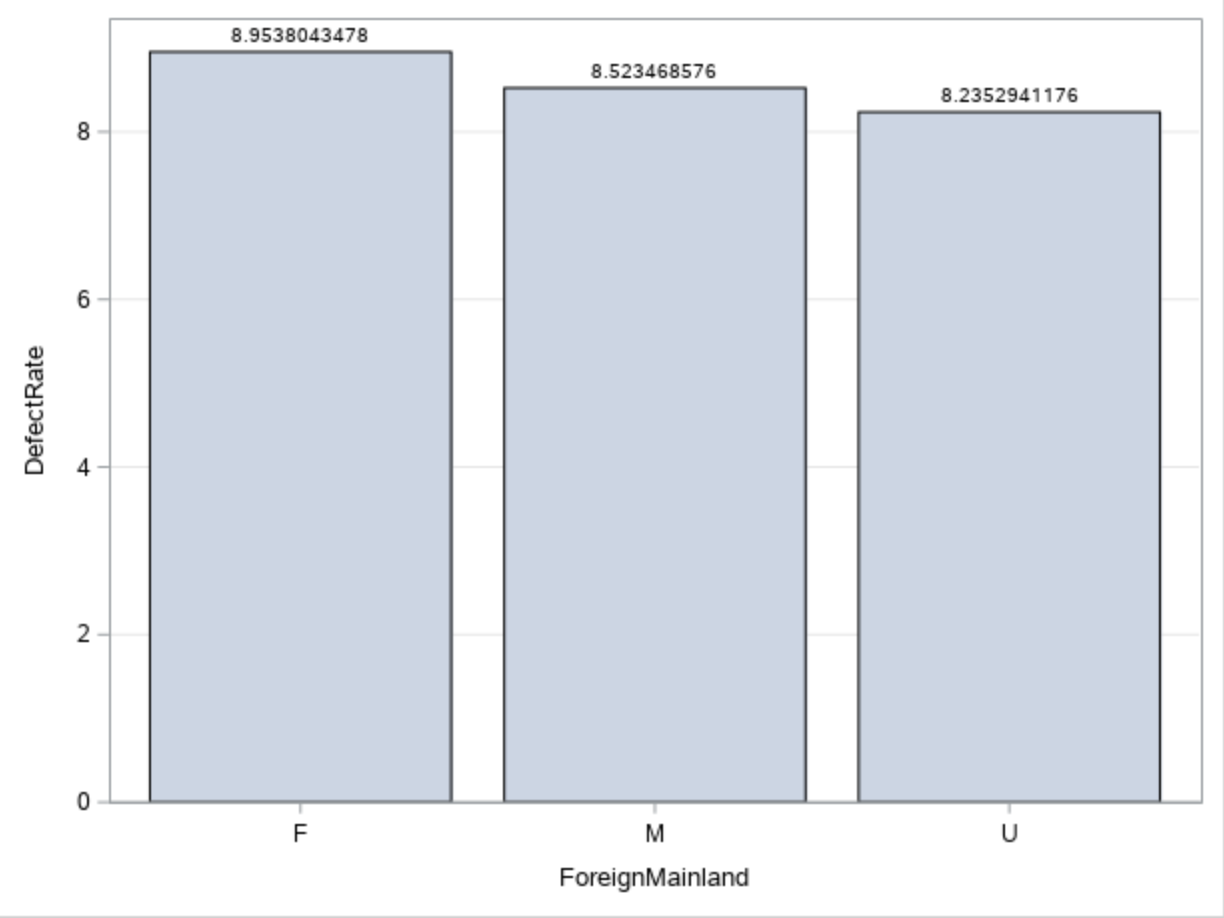 8.9538043478
8.523468576
8.2352941176
8
6
4
2
0
DefectRate
F M U
ForeignMainland